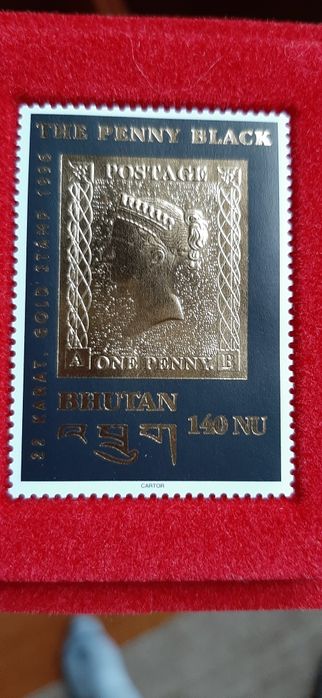 THE PENNY BLACK
22 KARAT. GOLD STAMP 1996
POSTAGE
A ONE PENNY B
BHUTAN
འབྲུག
140 NU
CARTOR